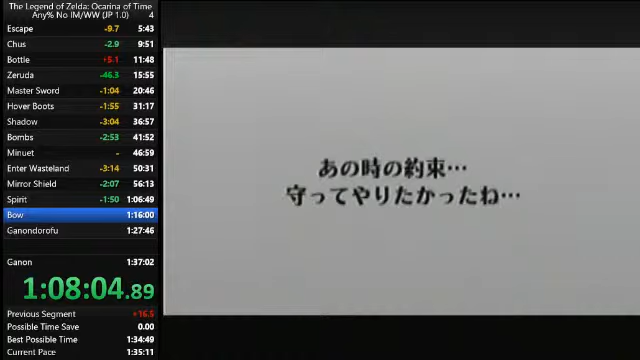 The Legend of Zelda: Ocarina of Time
Any% No IM/WW (JP 1.0) 4
Escape -9.7 5:43
Chus -2.9 9:51
Bottle +5.1 11:48
Zeruda -46.3 15:55
Master Sword -1:04 20:46
Hover Boots -1:55 31:17
Shadow -3:04 36:57
Bombs -2:53 41:52
Minuet - 46:59
Enter Wasteland -3:14 50:31
Mirror Shield -2:07 56:13
Spirit -1:50 1:06:49
Bow 1:16:00
Ganondorofu 1:27:46
Ganon 1:37:02
1:08:04.89
Previous Segment +16.5
Possible Time Save 0.00
Best Possible Time 1:34:49
Current Pace 1:35:11
あの時の約束…
守ってやりたかったね…